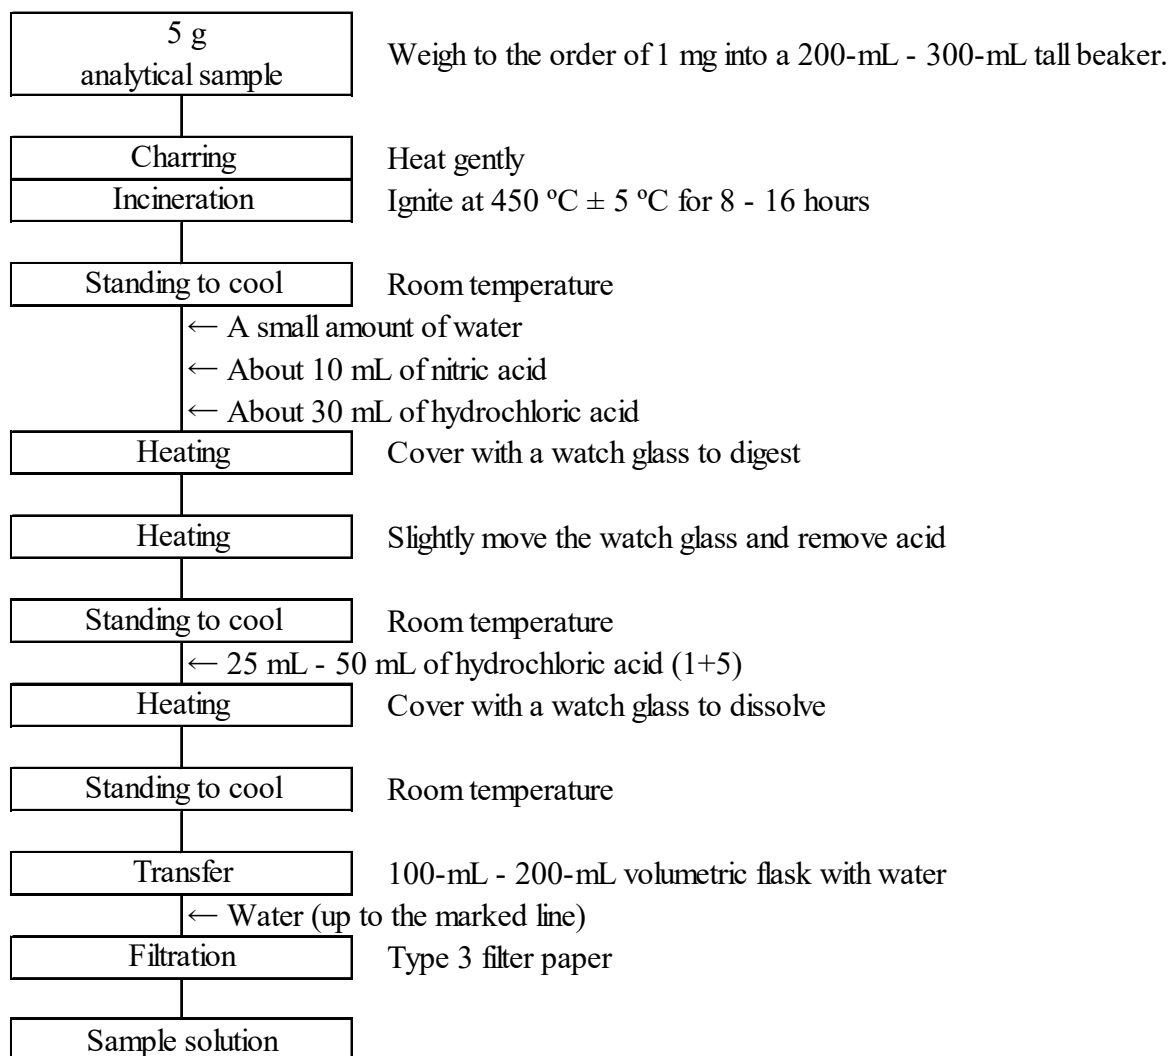 5 g
analytical sample
Weigh to the order of 1 mg into a 200-mL - 300-mL tall beaker.
Charring
Heat gently
Incineration
Ignite at 450 ºC ± 5 ºC for 8 - 16 hours
Standing to cool
Room temperature
← A small amount of water
← About 10 mL of nitric acid
← About 30 mL of hydrochloric acid
Heating
Cover with a watch glass to digest
Heating
Slightly move the watch glass and remove acid
Standing to cool
Room temperature
← 25 mL - 50 mL of hydrochloric acid (1+5)
Heating
Cover with a watch glass to dissolve
Standing to cool
Room temperature
Transfer
100-mL - 200-mL volumetric flask with water
← Water (up to the marked line)
Filtration
Type 3 filter paper
Sample solution